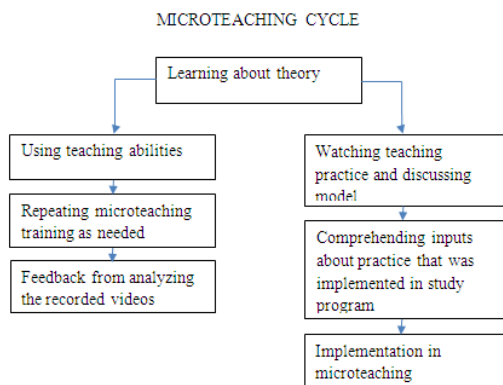 MICROTEACHING CYCLE
Learning about theory
Using teaching abilities
Repeating microteaching
training as needed
Feedback from analyzing
the recorded videos
Watching teaching
practice and discussing
model
Comprehending inputs
about practice that was
implemented in study
program
Implementation in
microteaching